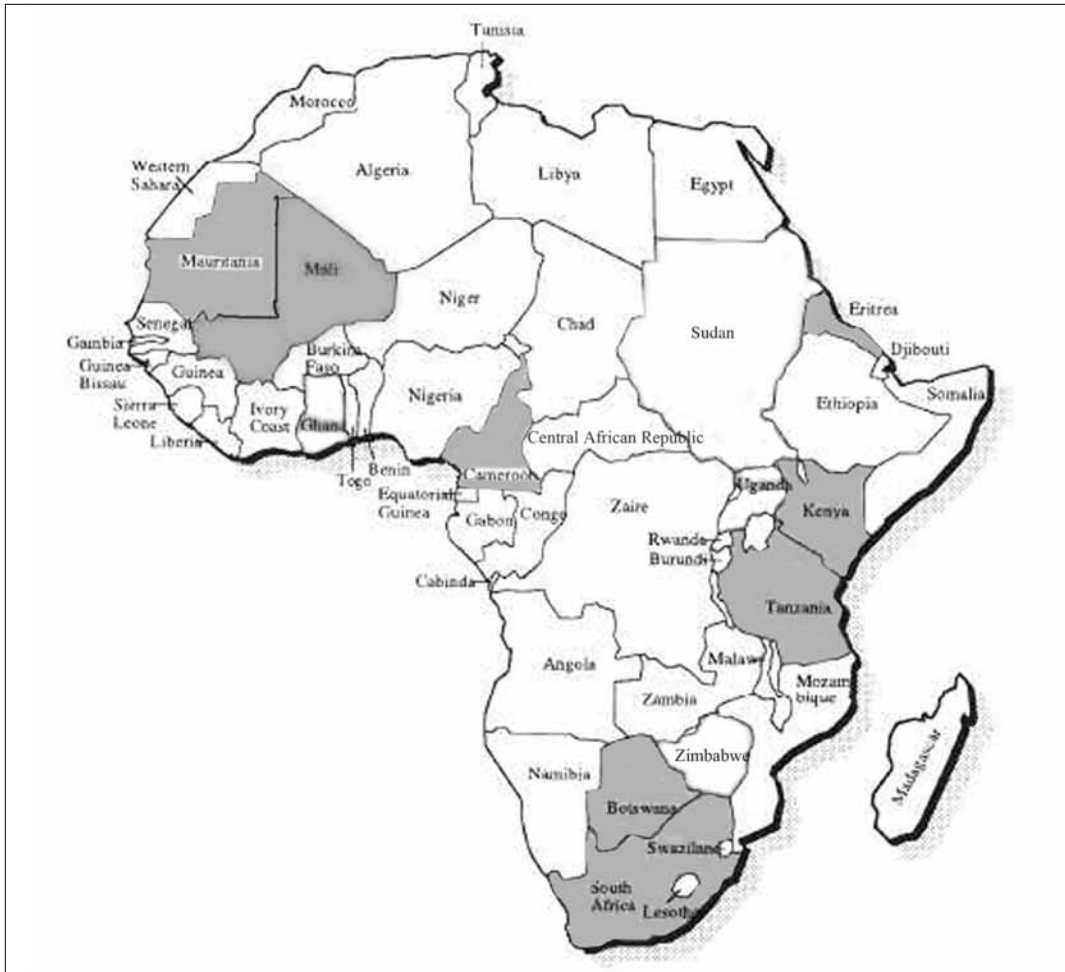 Tunisia
Morocco
Algeria
Libya
Egypt
Western
Sahara
Mauritania
Mali
Niger
Chad
Sudan
Eritrea
Djibouti
Senegal
Gambia
Guinea
Bissau
Guinea
Burkina
Faso
Nigeria
Ethiopia
Somalia
Sierra
Leone
Ivory
Coast
Ghana
Liberia
Togo
Benin
Central African Republic
Cameroon
Equatorial
Guinea
Gabon
Congo
Zaire
Uganda
Kenya
Rwanda
Burundi
Cabinda
Tanzania
Angola
Malawi
Zambia
Mozam
bique
Zimbabwe
Namibia
Botswana
Madagascar
Swaziland
South
Africa
Lesotho